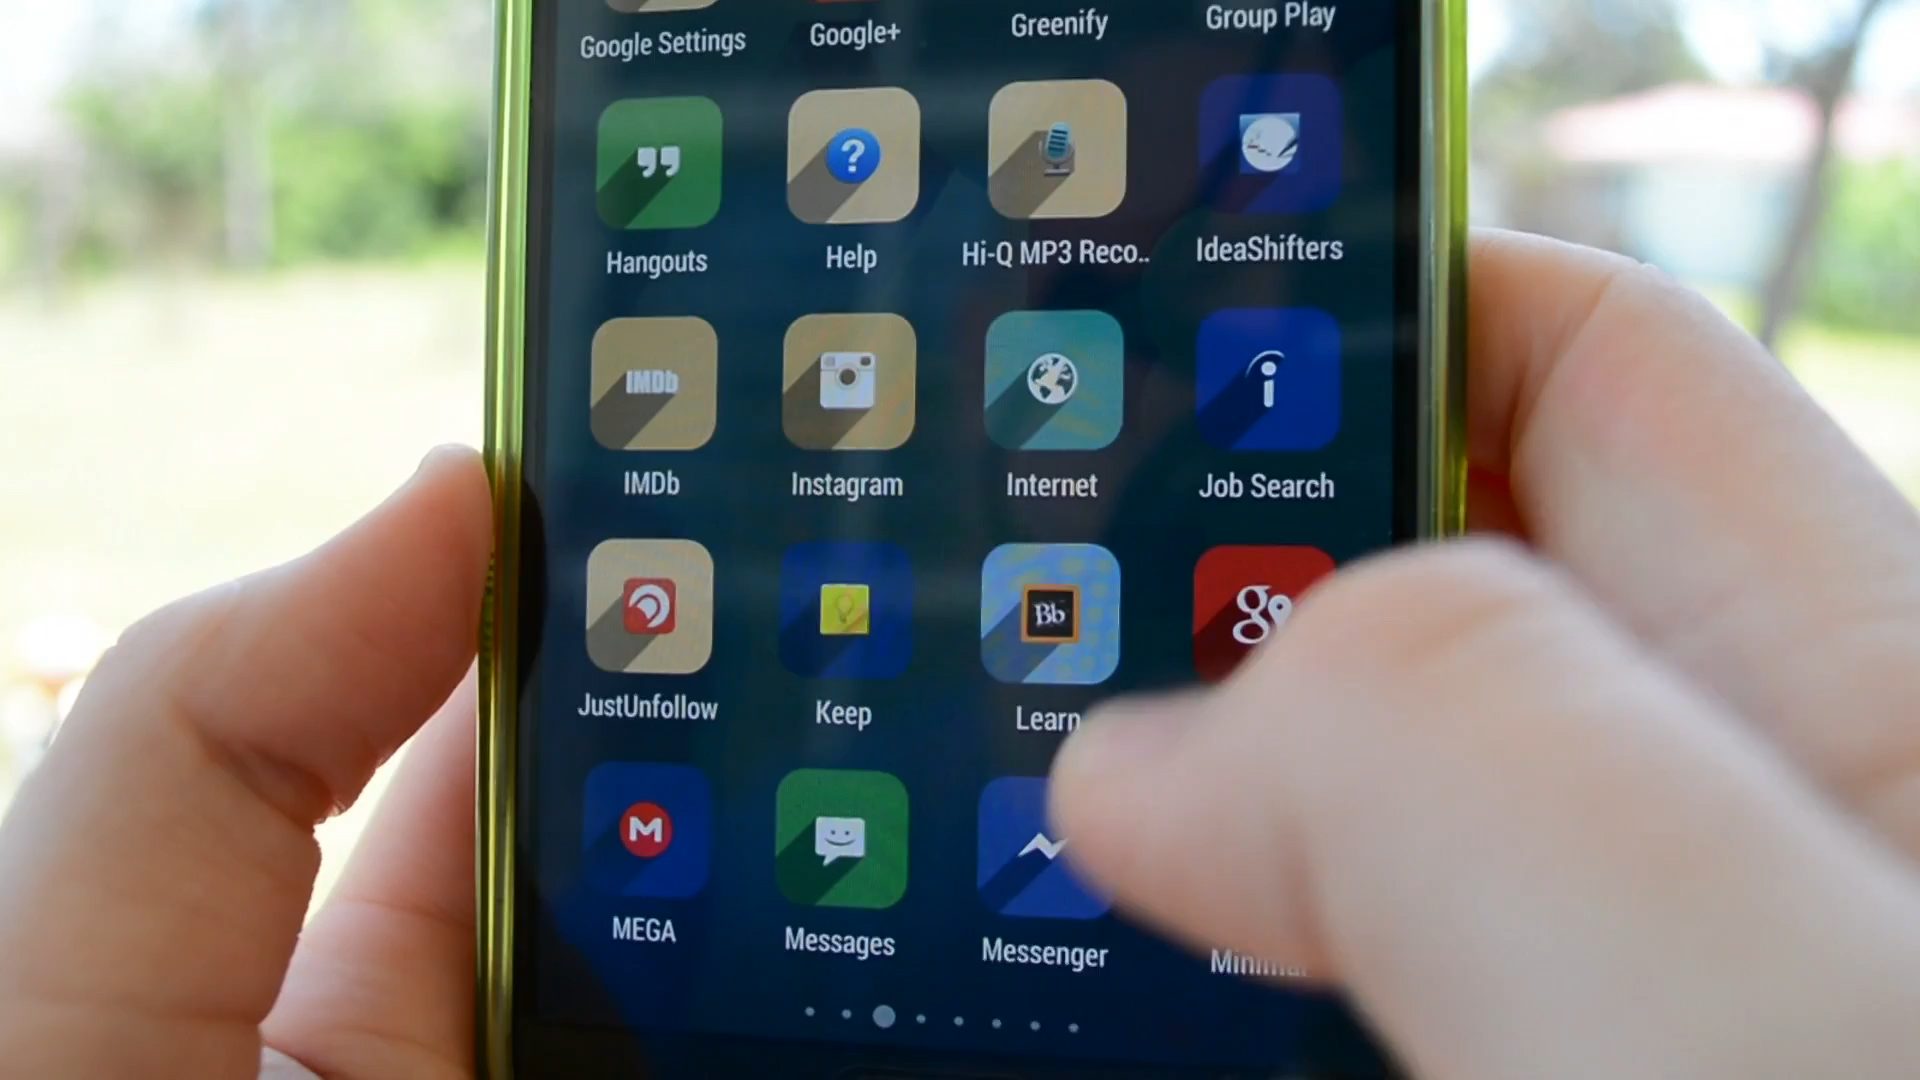 Google Settings Google+ Greenify Group Play
Hangouts Help Hi-Q MP3 Reco.. IdeaShifters
IMDb
IMDb Instagram Internet Job Search
Bb g+
JustUnfollow Keep Learn
M
MEGA Messages Messenger